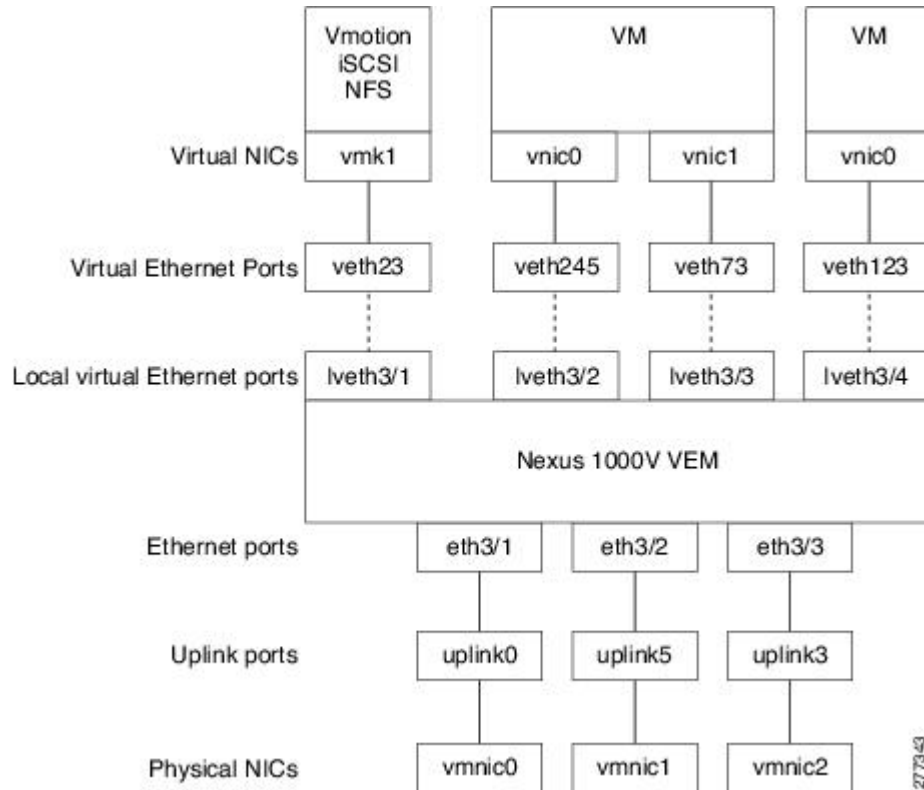 Vmotion
iSCSI
NFS
VM
VM
Virtual NICs
vmk1
vnic0
vnic1
vnic0
Virtual Ethernet Ports
veth23
veth245
veth73
veth123
Local virtual Ethernet ports
lveth3/1
lveth3/2
lveth3/3
lveth3/4
Nexus 1000V VEM
Ethernet ports
eth3/1
eth3/2
eth3/3
Uplink ports
uplink0
uplink5
uplink3
Physical NICs
vmnic0
vmnic1
vmnic2
277343